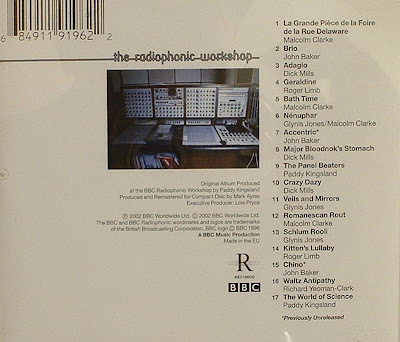 6 84911 91962 2
the radiophonic workshop
Original Album Produced
at the BBC Radiophonic Workshop by Paddy Kingsland
Produced and Remastered for Compact Disc by Mark Ayres
Executive Producer: Lois Pryce
℗ 2002 BBC Worldwide Ltd. © 2002 BBC Worldwide Ltd.
The BBC and BBC Radiophonic wordmarks and logos are trademarks
of the British Broadcasting Corporation, BBC logo © BBC 1996
A BBC Music Production
Made in the EU
R
REC196CD
BBC
1 La Grande Pièce de la Foire
de la Rue Delaware
Malcolm Clarke
2 Brio
John Baker
3 Adagio
Dick Mills
4 Geraldine
Roger Limb
5 Bath Time
Malcolm Clarke
6 Nénuphar
Glynis Jones/Malcolm Clarke
7 Accentric*
John Baker
8 Major Bloodnok's Stomach
Dick Mills
9 The Panel Beaters
Paddy Kingsland
10 Crazy Dazy
Dick Mills
11 Veils and Mirrors
Glynis Jones
12 Romanescan Rout
Malcolm Clarke
13 Schlum Rooli
Glynis Jones
14 Kitten's Lullaby
Roger Limb
15 Chino*
John Baker
16 Waltz Antipathy
Richard Yeoman-Clark
17 The World of Science
Paddy Kingsland
*Previously Unreleased